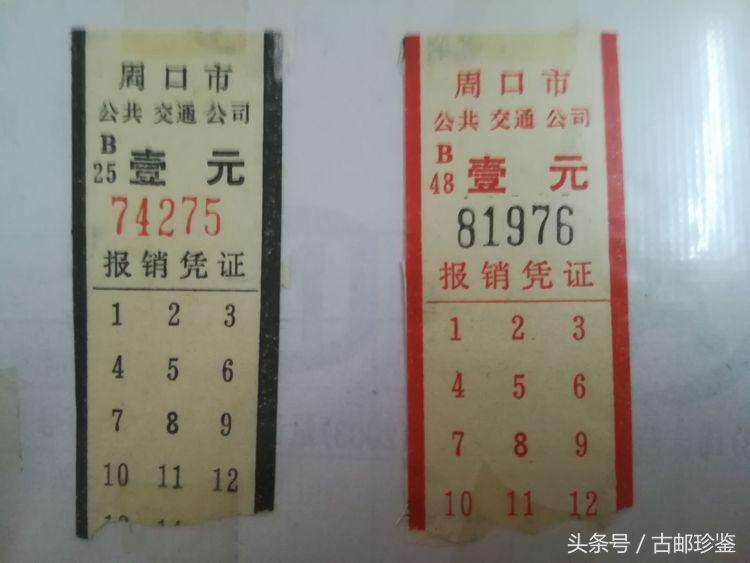 周口市
公共 交通 公司
B
25 壹 元
74275
报销凭证
1 2 3
4 5 6
7 8 9
10 11 12
周口市
公共 交通 公司
B
48 壹 元
81976
报销凭证
1 2 3
4 5 6
7 8 9
10 11 12
头条号 / 古邮珍鉴